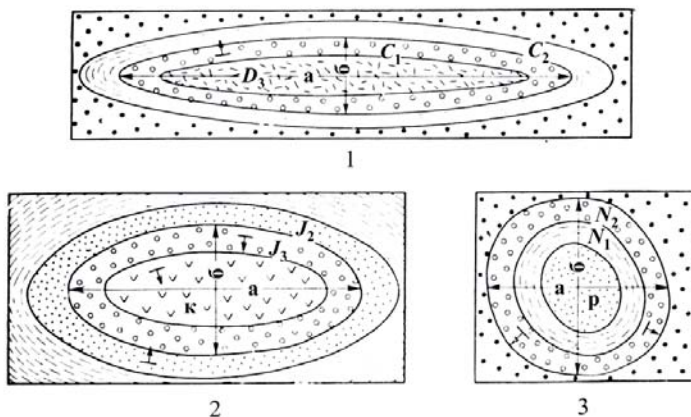 C₁ C₂
D₃ а б
1
J₂
J₃
б
к а
2
N₂
N₁
б
а р
3